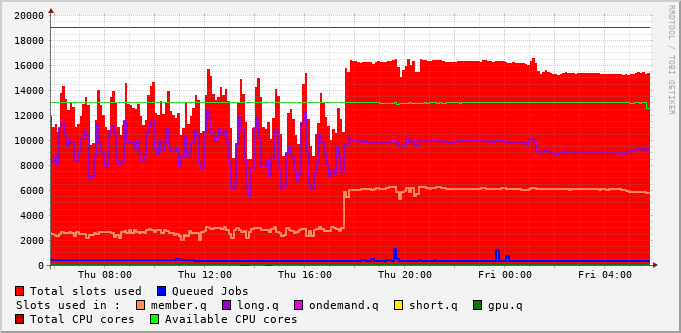 20000
18000
16000
14000
12000
10000
8000
6000
4000
2000
0
Thu 08:00 Thu 12:00 Thu 16:00 Thu 20:00 Fri 00:00 Fri 04:00
Total slots used Queued Jobs
Slots used in : member.q long.q ondemand.q short.q gpu.q
Total CPU cores Available CPU cores
RRDTOOL / TOBI OETIKER